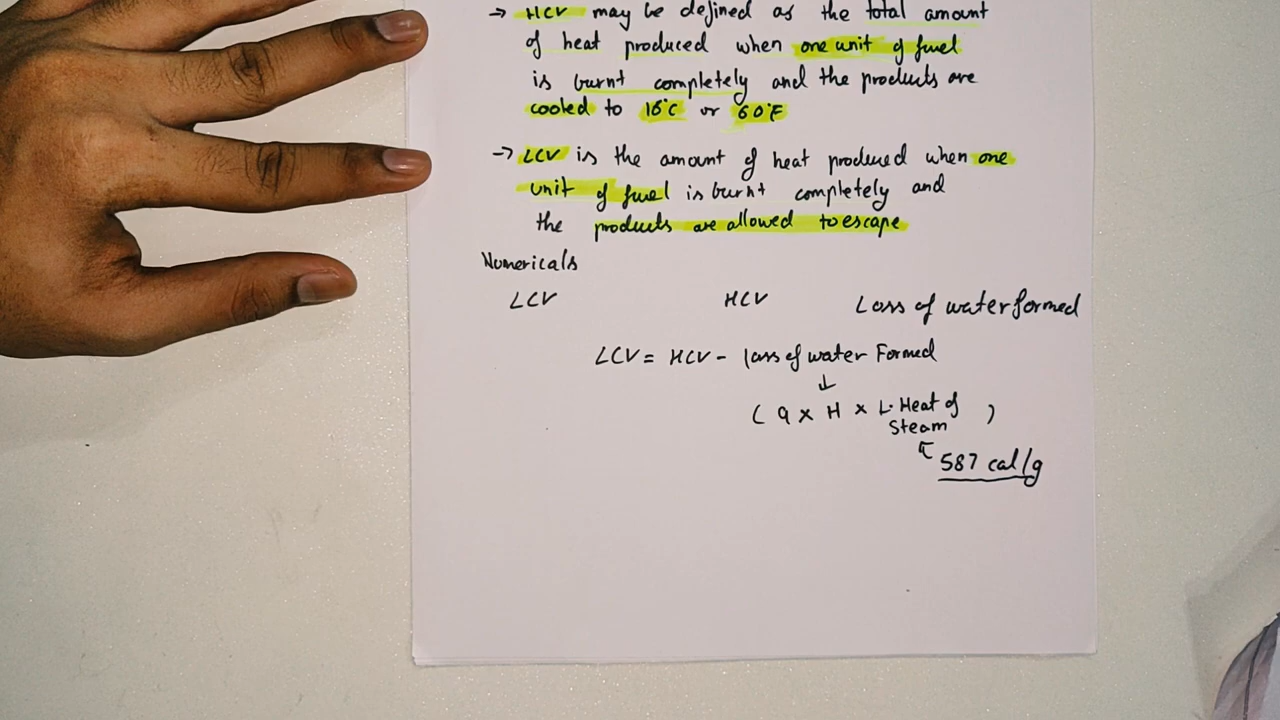 → HCV may be defined as the total amount
of heat produced when one unit of fuel
is burnt completely and the products are
cooled to 15°C or 60°F
→ LCV is the amount of heat produced when one
unit of fuel is burnt completely and
the products are allowed to escape
Numericals
LCV HCV Loss of water formed
LCV = HCV - loss of water Formed
↓
( 9 × H × L. Heat of
Steam )
587 cal/g